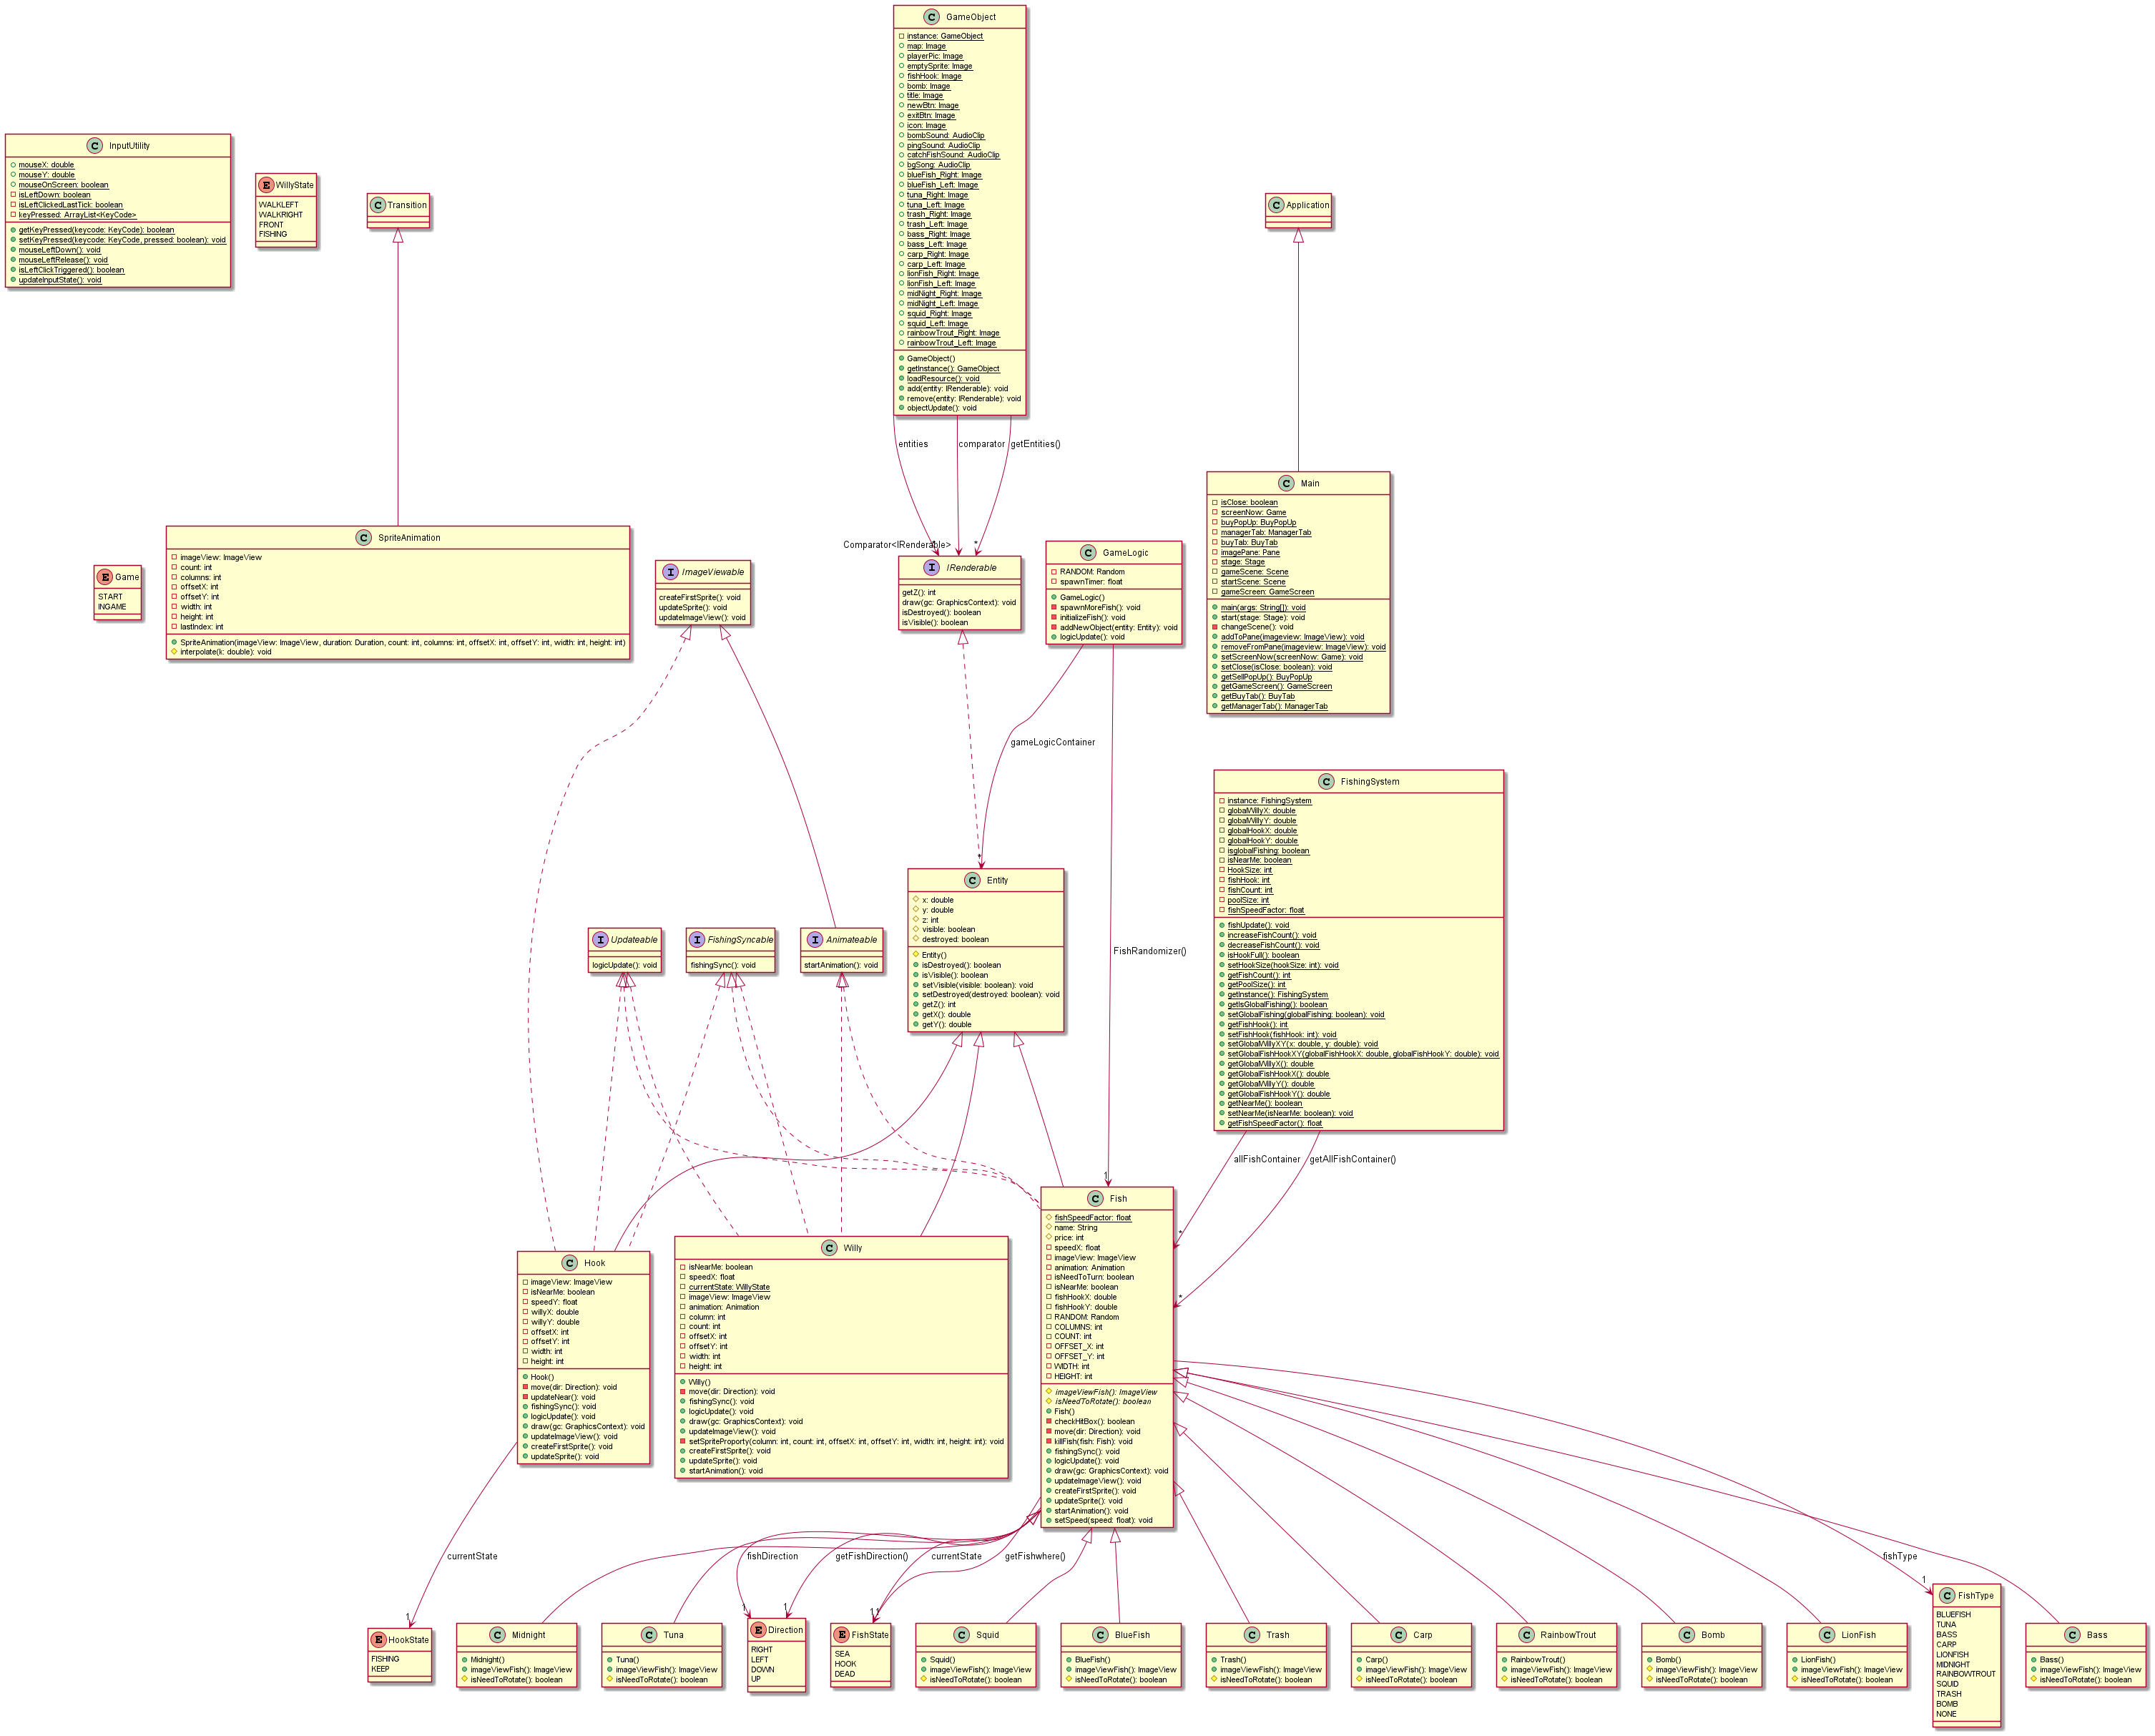 GameObject
instance: GameObject
map: Image
playerPic: Image
emptySprite: Image
fishHook: Image
bomb: Image
title: Image
newBtn: Image
exitBtn: Image
icon: Image
bombSound: AudioClip
pingSound: AudioClip
catchFishSound: AudioClip
bgSong: AudioClip
blueFish_Right: Image
blueFish_Left: Image
tuna_Right: Image
tuna_Left: Image
trash_Right: Image
trash_Left: Image
bass_Right: Image
bass_Left: Image
carp_Right: Image
carp_Left: Image
lionFish_Right: Image
lionFish_Left: Image
midNight_Right: Image
midNight_Left: Image
squid_Right: Image
squid_Left: Image
rainbowTrout_Right: Image
rainbowTrout_Left: Image
GameObject()
getInstance(): GameObject
loadResource(): void
add(entity: IRenderable): void
remove(entity: IRenderable): void
objectUpdate(): void
InputUtility
mouseX: double
mouseY: double
mouseOnScreen: boolean
isLeftDown: boolean
isLeftClickedLastTick: boolean
keyPressed: ArrayList<KeyCode>
getKeyPressed(keycode: KeyCode): boolean
setKeyPressed(keycode: KeyCode, pressed: boolean): void
mouseLeftDown(): void
mouseLeftRelease(): void
isLeftClickTriggered(): boolean
updateInputState(): void
WillyState
WALKLEFT
WALKRIGHT
FRONT
FISHING
Transition
Application
entities
comparator
getEntities()
Comparator<IRenderable>
*
*
Game
START
INGAME
SpriteAnimation
imageView: ImageView
count: int
columns: int
offsetX: int
offsetY: int
width: int
height: int
lastIndex: int
SpriteAnimation(imageView: ImageView, duration: Duration, count: int, columns: int, offsetX: int, offsetY: int, width: int, height: int)
interpolate(k: double): void
ImageViewable
createFirstSprite(): void
updateSprite(): void
updateImageView(): void
IRenderable
getZ(): int
draw(gc: GraphicsContext): void
isDestroyed(): boolean
isVisible(): boolean
GameLogic
RANDOM: Random
spawnTimer: float
GameLogic()
spawnMoreFish(): void
initializeFish(): void
addNewObject(entity: Entity): void
logicUpdate(): void
Main
isClose: boolean
screenNow: Game
buyPopUp: BuyPopUp
managerTab: ManagerTab
buyTab: BuyTab
imagePane: Pane
stage: Stage
gameScene: Scene
startScene: Scene
gameScreen: GameScreen
main(args: String[]): void
start(stage: Stage): void
changeScene(): void
addToPane(imageview: ImageView): void
removeFromPane(imageview: ImageView): void
setScreenNow(screenNow: Game): void
setClose(isClose: boolean): void
getSellPopUp(): BuyPopUp
getGameScreen(): GameScreen
getBuyTab(): BuyTab
getManagerTab(): ManagerTab
gameLogicContainer
*
FishRandomizer()
1
FishingSystem
instance: FishingSystem
globalWillyX: double
globalWillyY: double
globalHookX: double
globalHookY: double
isglobalFishing: boolean
isNearMe: boolean
HookSize: int
fishHook: int
fishCount: int
poolSize: int
fishSpeedFactor: float
fishUpdate(): void
increaseFishCount(): void
decreaseFishCount(): void
isHookFull(): boolean
setHookSize(hookSize: int): void
getFishCount(): int
getPoolSize(): int
getInstance(): FishingSystem
getIsGlobalFishing(): boolean
setGlobalFishing(globalFishing: boolean): void
getFishHook(): int
setFishHook(fishHook: int): void
setGlobalWillyXY(x: double, y: double): void
setGlobalFishHookXY(globalFishHookX: double, globalFishHookY: double): void
getGlobalWillyX(): double
getGlobalFishHookX(): double
getGlobalWillyY(): double
getGlobalFishHookY(): double
getNearMe(): boolean
setNearMe(isNearMe: boolean): void
getFishSpeedFactor(): float
Entity
x: double
y: double
z: int
visible: boolean
destroyed: boolean
Entity()
isDestroyed(): boolean
isVisible(): boolean
setVisible(visible: boolean): void
setDestroyed(destroyed: boolean): void
getZ(): int
getX(): double
getY(): double
Updateable
logicUpdate(): void
FishingSyncable
fishingSync(): void
Animateable
startAnimation(): void
allFishContainer
getAllFishContainer()
*
*
Hook
imageView: ImageView
isNearMe: boolean
speedY: float
willyX: double
willyY: double
offsetX: int
offsetY: int
width: int
height: int
Hook()
move(dir: Direction): void
updateNear(): void
fishingSync(): void
logicUpdate(): void
draw(gc: GraphicsContext): void
updateImageView(): void
createFirstSprite(): void
updateSprite(): void
Willy
isNearMe: boolean
speedX: float
currentState: WillyState
imageView: ImageView
animation: Animation
column: int
count: int
offsetX: int
offsetY: int
width: int
height: int
Willy()
move(dir: Direction): void
fishingSync(): void
logicUpdate(): void
draw(gc: GraphicsContext): void
updateImageView(): void
setSpriteProporty(column: int, count: int, offsetX: int, offsetY: int, width: int, height: int): void
createFirstSprite(): void
updateSprite(): void
startAnimation(): void
Fish
fishSpeedFactor: float
name: String
price: int
speedX: float
imageView: ImageView
animation: Animation
isNeedToTurn: boolean
isNearMe: boolean
fishHookX: double
fishHookY: double
RANDOM: Random
COLUMNS: int
COUNT: int
OFFSET_X: int
OFFSET_Y: int
WIDTH: int
HEIGHT: int
imageViewFish(): ImageView
isNeedToRotate(): boolean
Fish()
checkHitBox(): boolean
move(dir: Direction): void
killFish(fish: Fish): void
fishingSync(): void
logicUpdate(): void
draw(gc: GraphicsContext): void
updateImageView(): void
createFirstSprite(): void
updateSprite(): void
startAnimation(): void
setSpeed(speed: float): void
currentState
fishDirection
getFishDirection()
currentState
getFishwhere()
fishType
1
1
1
1
1
1
HookState
FISHING
KEEP
Midnight
Midnight()
imageViewFish(): ImageView
isNeedToRotate(): boolean
Tuna
Tuna()
imageViewFish(): ImageView
isNeedToRotate(): boolean
Direction
RIGHT
LEFT
DOWN
UP
FishState
SEA
HOOK
DEAD
Squid
Squid()
imageViewFish(): ImageView
isNeedToRotate(): boolean
BlueFish
BlueFish()
imageViewFish(): ImageView
isNeedToRotate(): boolean
Trash
Trash()
imageViewFish(): ImageView
isNeedToRotate(): boolean
Carp
Carp()
imageViewFish(): ImageView
isNeedToRotate(): boolean
RainbowTrout
RainbowTrout()
imageViewFish(): ImageView
isNeedToRotate(): boolean
Bomb
Bomb()
imageViewFish(): ImageView
isNeedToRotate(): boolean
LionFish
LionFish()
imageViewFish(): ImageView
isNeedToRotate(): boolean
FishType
BLUEFISH
TUNA
BASS
CARP
LIONFISH
MIDNIGHT
RAINBOWTROUT
SQUID
TRASH
BOMB
NONE
Bass
Bass()
imageViewFish(): ImageView
isNeedToRotate(): boolean